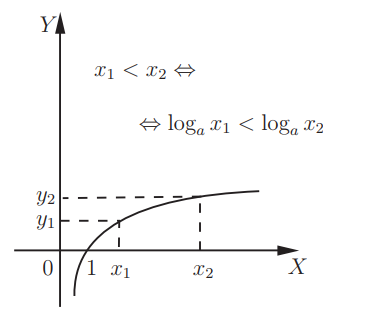 Y
x₁ < x₂ ⇔
⇔ logₐ x₁ < logₐ x₂
y₂
y₁
0 1 x₁ x₂ X